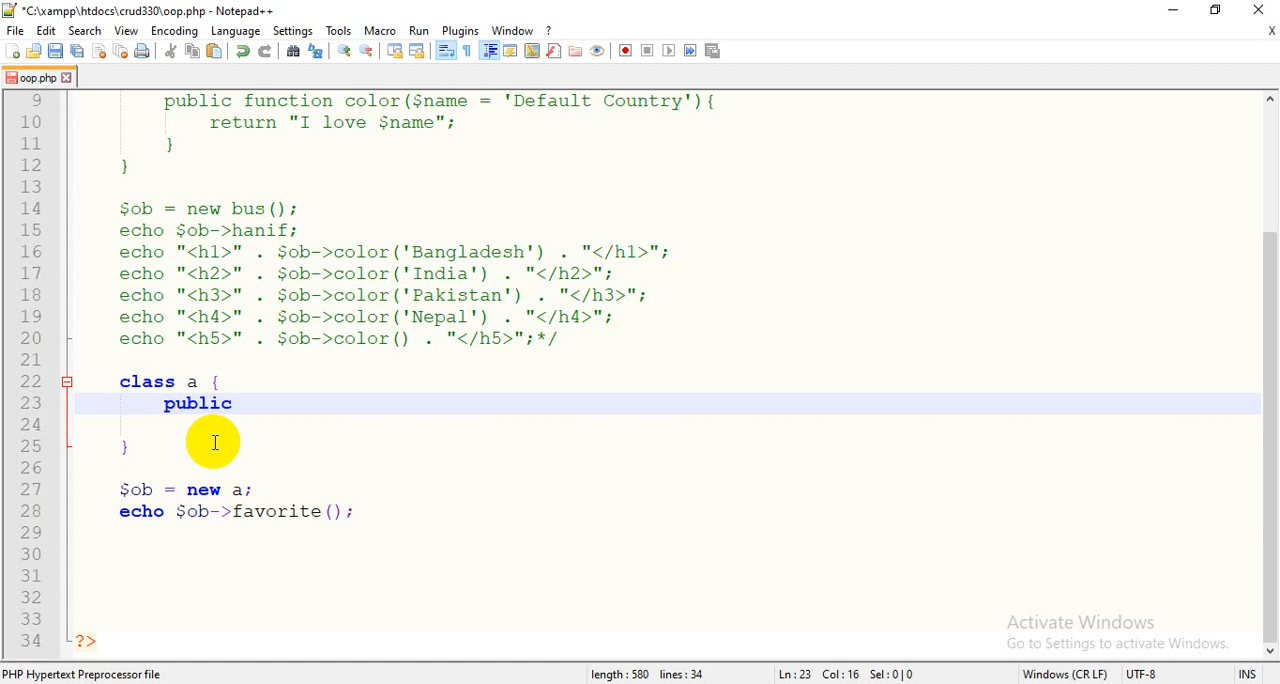 *C:\xampp\htdocs\crud330\oop.php - Notepad++
File Edit Search View Encoding Language Settings Tools Macro Run Plugins Window ? X
oop.php
9 public function color($name = 'Default Country'){
10 return "I love $name";
11 }
12 }
13
14 $ob = new bus();
15 echo $ob->hanif;
16 echo "<h1>" . $ob->color('Bangladesh') . "</h1>";
17 echo "<h2>" . $ob->color('India') . "</h2>";
18 echo "<h3>" . $ob->color('Pakistan') . "</h3>";
19 echo "<h4>" . $ob->color('Nepal') . "</h4>";
20 echo "<h5>" . $ob->color() . "</h5>";*/
21
22 class a {
23 public
24
25 }
26
27 $ob = new a;
28 echo $ob->favorite();
29
30
31
32
33
34 ?>
Activate Windows
Go to Settings to activate Windows.
PHP Hypertext Preprocessor file length : 580 lines : 34 Ln : 23 Col : 16 Sel : 0 | 0 Windows (CR LF) UTF-8 INS